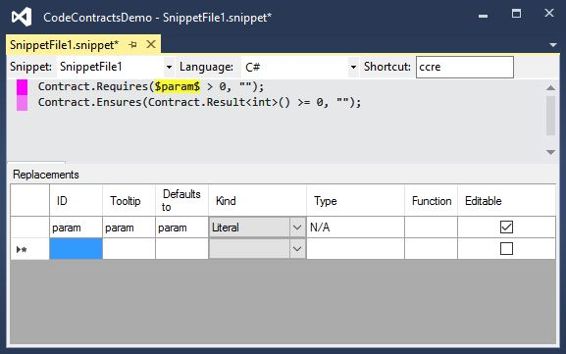 CodeContractsDemo - SnippetFile1.snippet*
SnippetFile1.snippet*
Snippet: SnippetFile1 Language: C# Shortcut: ccre
Contract.Requires($param$ > 0, "");
Contract.Ensures(Contract.Result<int>() >= 0, "");
Replacements
ID Tooltip Defaults to Kind Type Function Editable
param param param Literal N/A